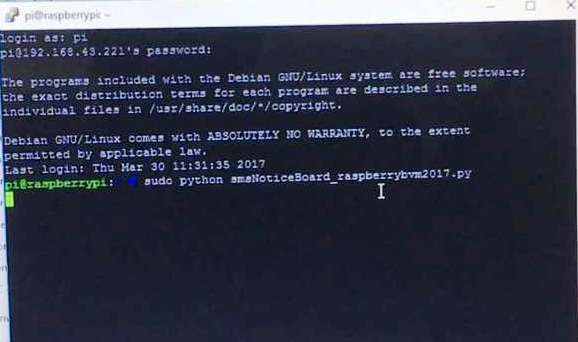 pi@raspberrypi: ~
login as: pi
pi@192.168.43.221's password:
The programs included with the Debian GNU/Linux system are free software;
the exact distribution terms for each program are described in the
individual files in /usr/share/doc/*/copyright.
Debian GNU/Linux comes with ABSOLUTELY NO WARRANTY, to the extent
permitted by applicable law.
Last login: Thu Mar 30 11:31:35 2017
pi@raspberrypi: sudo python smsNoticeBoard_raspberrybvm2017.py